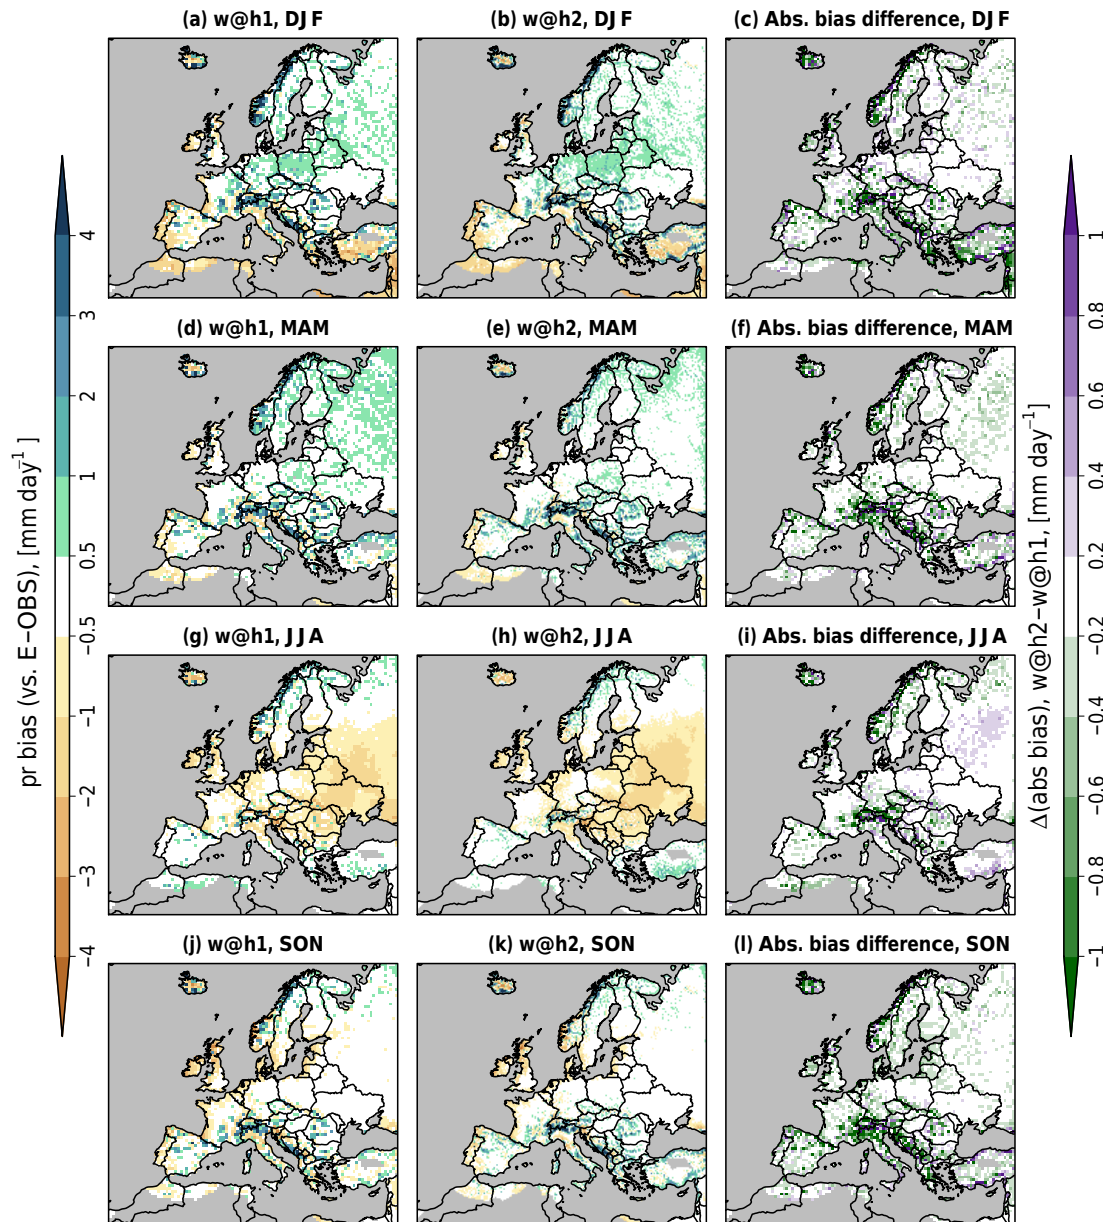 (a) w@h1, DJF
(b) w@h2, DJF
(c) Abs. bias difference, DJF
(d) w@h1, MAM
(e) w@h2, MAM
(f) Abs. bias difference, MAM
(g) w@h1, JJA
(h) w@h2, JJA
(i) Abs. bias difference, JJA
(j) w@h1, SON
(k) w@h2, SON
(l) Abs. bias difference, SON
pr bias (vs. E−OBS), [mm day⁻¹]
4
3
2
1
0.5
−0.5
−1
−2
−3
−4
Δ(abs bias), w@h2−w@h1, [mm day⁻¹]
1
0.8
0.6
0.4
0.2
−0.2
−0.4
−0.6
−0.8
−1